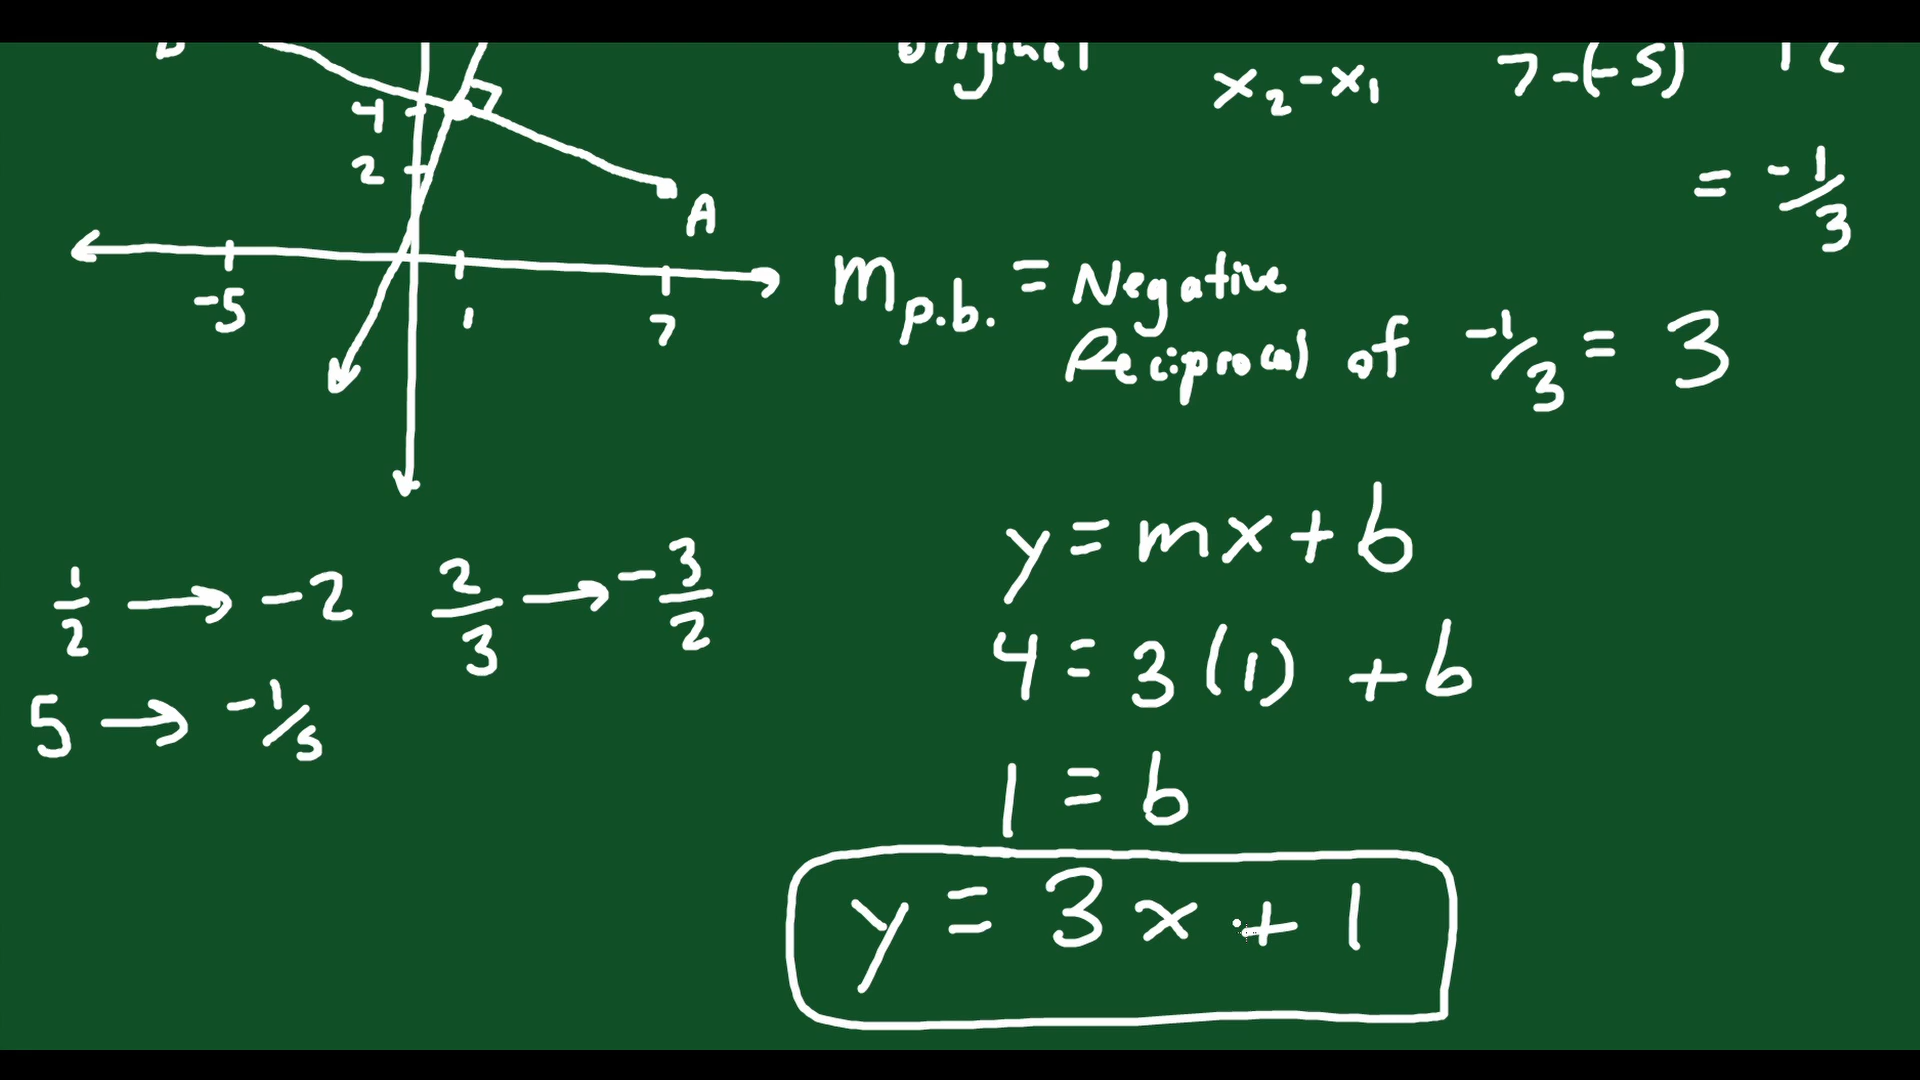 4
2
A
-5 1 7
original
x₂-x₁ 7-(-5) 12
= -1/3
m p.b. = Negative
Reciprocal of -1/3 = 3
1/2 → -2 2/3 → -3/2
5 → -1/5
y = mx + b
4 = 3(1) + b
1 = b
y = 3x + 1